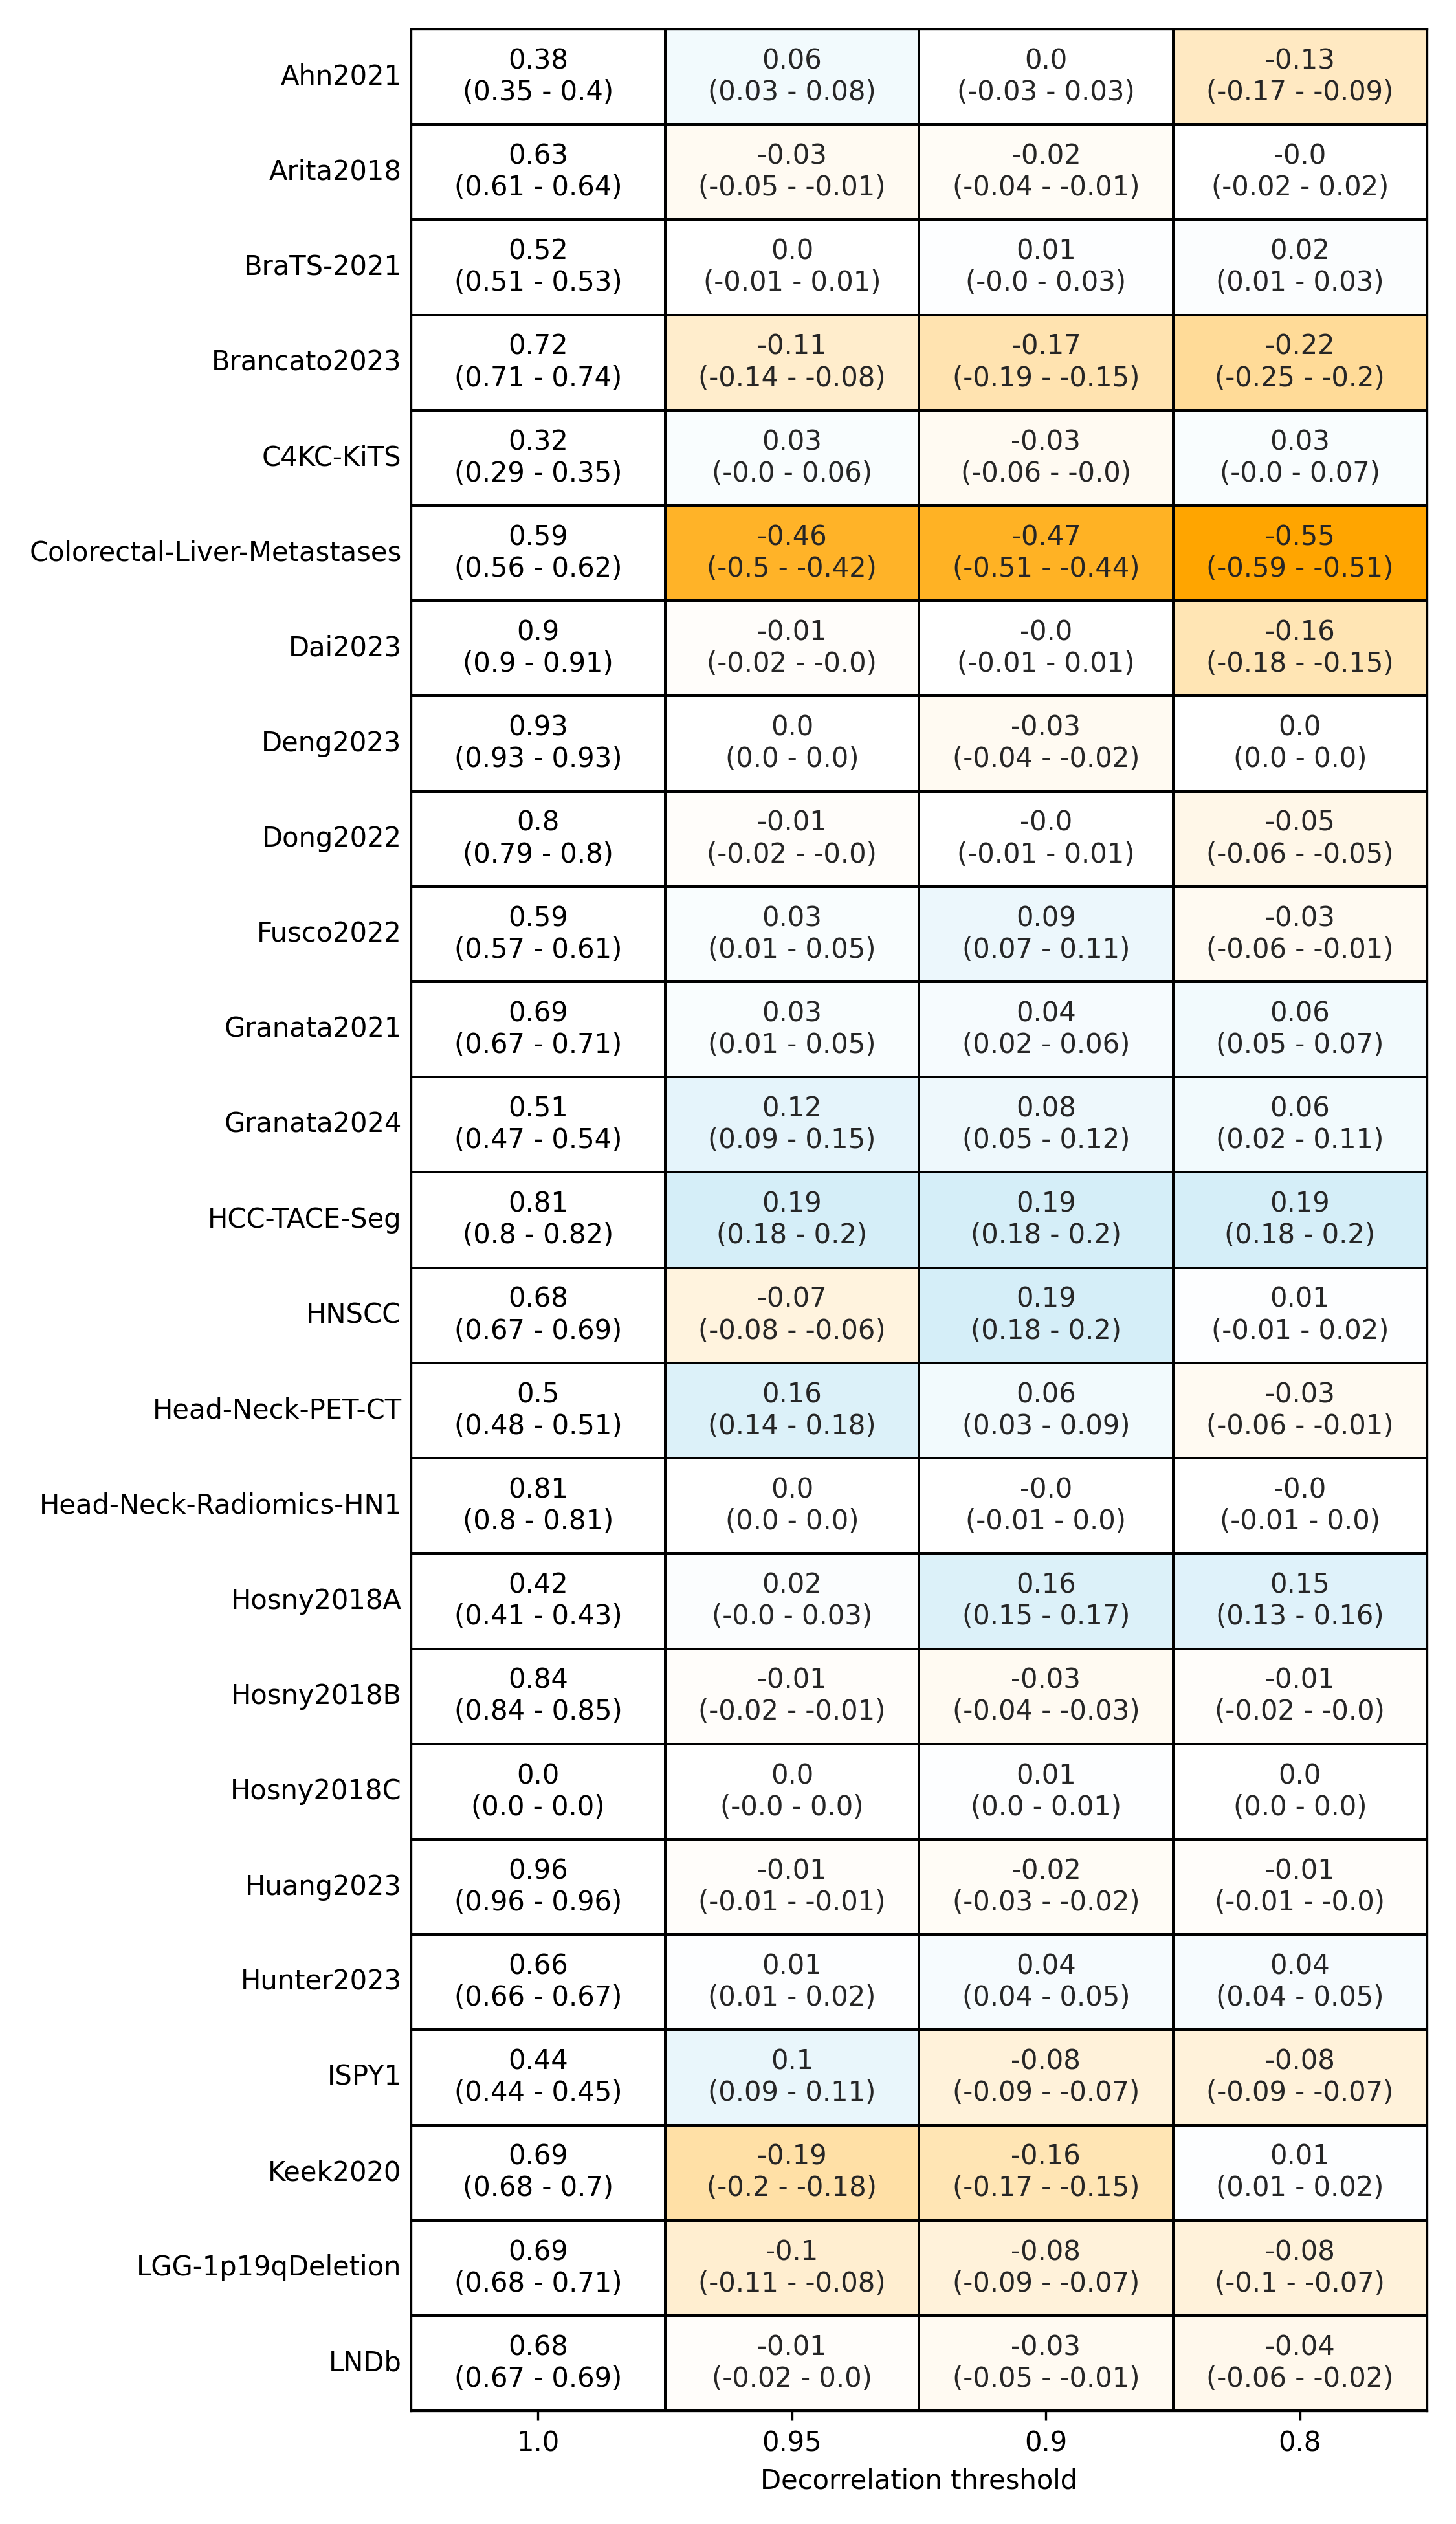 Ahn2021 0.38 0.06 0.0 -0.13
(0.35 - 0.4) (0.03 - 0.08) (-0.03 - 0.03) (-0.17 - -0.09)
Arita2018 0.63 -0.03 -0.02 -0.0
(0.61 - 0.64) (-0.05 - -0.01) (-0.04 - -0.01) (-0.02 - 0.02)
BraTS-2021 0.52 0.0 0.01 0.02
(0.51 - 0.53) (-0.01 - 0.01) (-0.0 - 0.03) (0.01 - 0.03)
Brancato2023 0.72 -0.11 -0.17 -0.22
(0.71 - 0.74) (-0.14 - -0.08) (-0.19 - -0.15) (-0.25 - -0.2)
C4KC-KiTS 0.32 0.03 -0.03 0.03
(0.29 - 0.35) (-0.0 - 0.06) (-0.06 - -0.0) (-0.0 - 0.07)
Colorectal-Liver-Metastases 0.59 -0.46 -0.47 -0.55
(0.56 - 0.62) (-0.5 - -0.42) (-0.51 - -0.44) (-0.59 - -0.51)
Dai2023 0.9 -0.01 -0.0 -0.16
(0.9 - 0.91) (-0.02 - -0.0) (-0.01 - 0.01) (-0.18 - -0.15)
Deng2023 0.93 0.0 -0.03 0.0
(0.93 - 0.93) (0.0 - 0.0) (-0.04 - -0.02) (0.0 - 0.0)
Dong2022 0.8 -0.01 -0.0 -0.05
(0.79 - 0.8) (-0.02 - -0.0) (-0.01 - 0.01) (-0.06 - -0.05)
Fusco2022 0.59 0.03 0.09 -0.03
(0.57 - 0.61) (0.01 - 0.05) (0.07 - 0.11) (-0.06 - -0.01)
Granata2021 0.69 0.03 0.04 0.06
(0.67 - 0.71) (0.01 - 0.05) (0.02 - 0.06) (0.05 - 0.07)
Granata2024 0.51 0.12 0.08 0.06
(0.47 - 0.54) (0.09 - 0.15) (0.05 - 0.12) (0.02 - 0.11)
HCC-TACE-Seg 0.81 0.19 0.19 0.19
(0.8 - 0.82) (0.18 - 0.2) (0.18 - 0.2) (0.18 - 0.2)
HNSCC 0.68 -0.07 0.19 0.01
(0.67 - 0.69) (-0.08 - -0.06) (0.18 - 0.2) (-0.01 - 0.02)
Head-Neck-PET-CT 0.5 0.16 0.06 -0.03
(0.48 - 0.51) (0.14 - 0.18) (0.03 - 0.09) (-0.06 - -0.01)
Head-Neck-Radiomics-HN1 0.81 0.0 -0.0 -0.0
(0.8 - 0.81) (0.0 - 0.0) (-0.01 - 0.0) (-0.01 - 0.0)
Hosny2018A 0.42 0.02 0.16 0.15
(0.41 - 0.43) (-0.0 - 0.03) (0.15 - 0.17) (0.13 - 0.16)
Hosny2018B 0.84 -0.01 -0.03 -0.01
(0.84 - 0.85) (-0.02 - -0.01) (-0.04 - -0.03) (-0.02 - -0.0)
Hosny2018C 0.0 0.0 0.01 0.0
(0.0 - 0.0) (-0.0 - 0.0) (0.0 - 0.01) (0.0 - 0.0)
Huang2023 0.96 -0.01 -0.02 -0.01
(0.96 - 0.96) (-0.01 - -0.01) (-0.03 - -0.02) (-0.01 - -0.0)
Hunter2023 0.66 0.01 0.04 0.04
(0.66 - 0.67) (0.01 - 0.02) (0.04 - 0.05) (0.04 - 0.05)
ISPY1 0.44 0.1 -0.08 -0.08
(0.44 - 0.45) (0.09 - 0.11) (-0.09 - -0.07) (-0.09 - -0.07)
Keek2020 0.69 -0.19 -0.16 0.01
(0.68 - 0.7) (-0.2 - -0.18) (-0.17 - -0.15) (0.01 - 0.02)
LGG-1p19qDeletion 0.69 -0.1 -0.08 -0.08
(0.68 - 0.71) (-0.11 - -0.08) (-0.09 - -0.07) (-0.1 - -0.07)
LNDb 0.68 -0.01 -0.03 -0.04
(0.67 - 0.69) (-0.02 - 0.0) (-0.05 - -0.01) (-0.06 - -0.02)
1.0 0.95 0.9 0.8
Decorrelation threshold